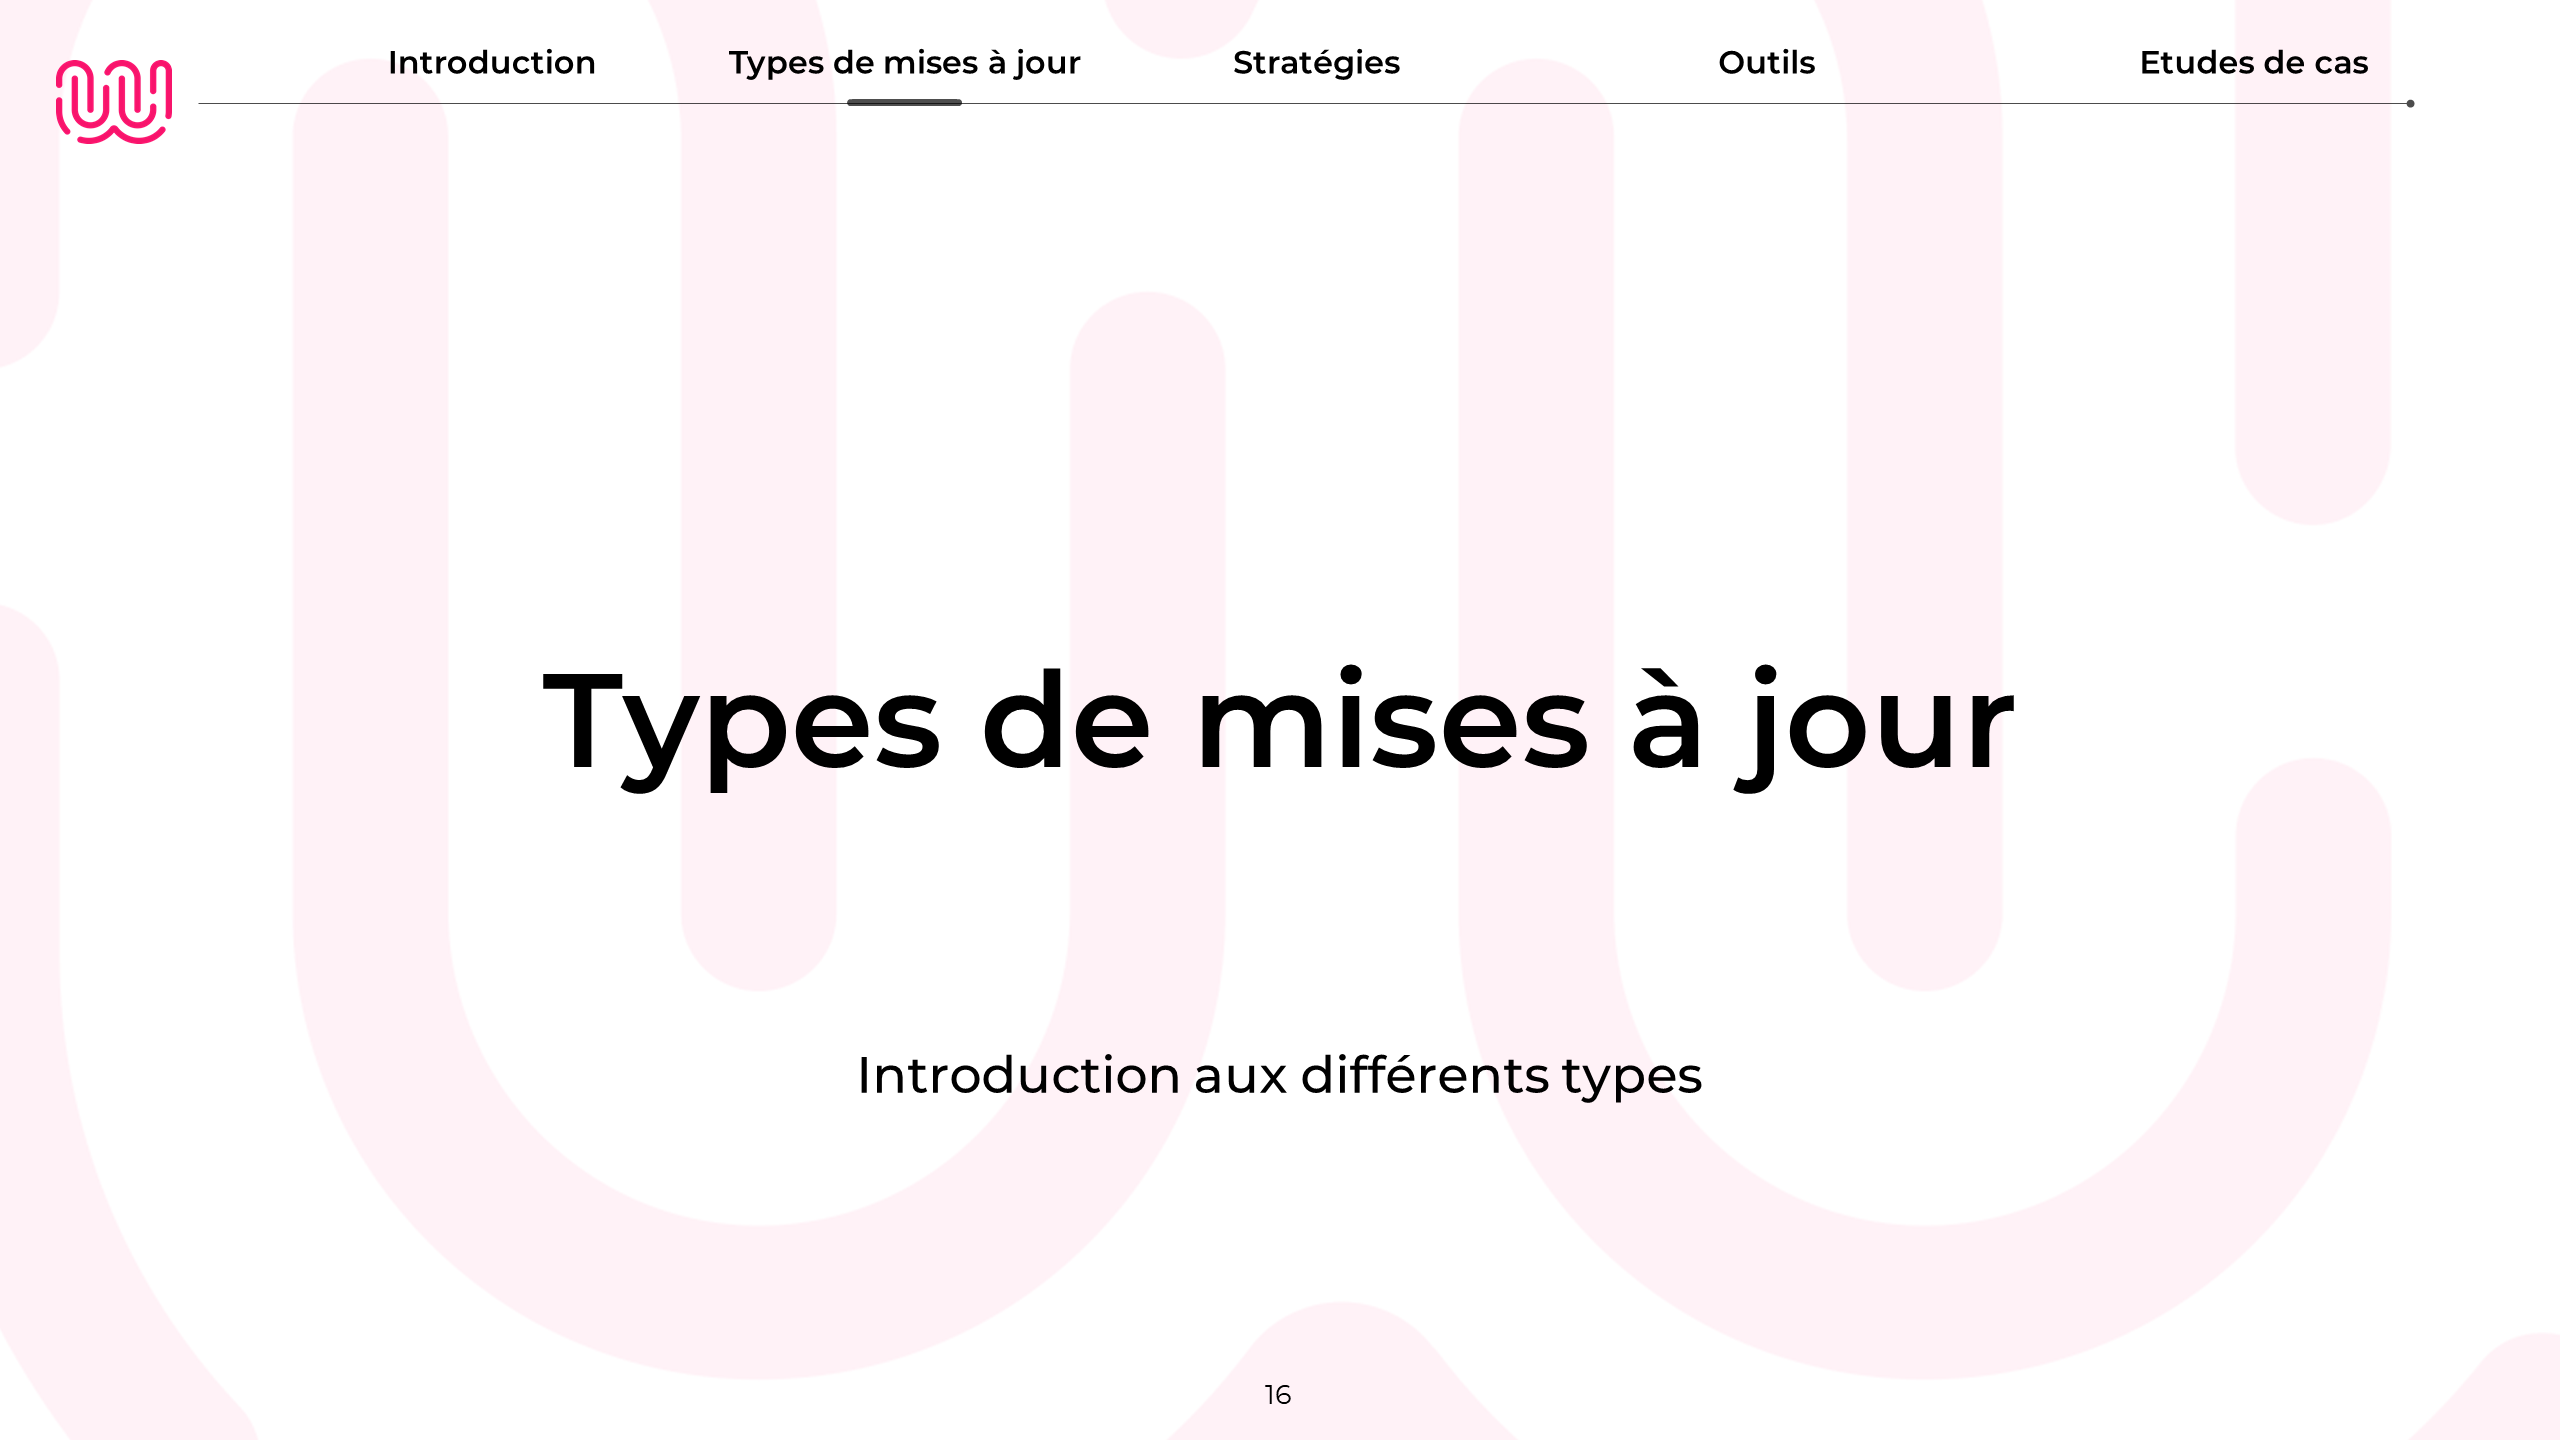 Introduction
Types de mises à jour
Stratégies
Outils
Etudes de cas
Types de mises à jour
Introduction aux différents types
16